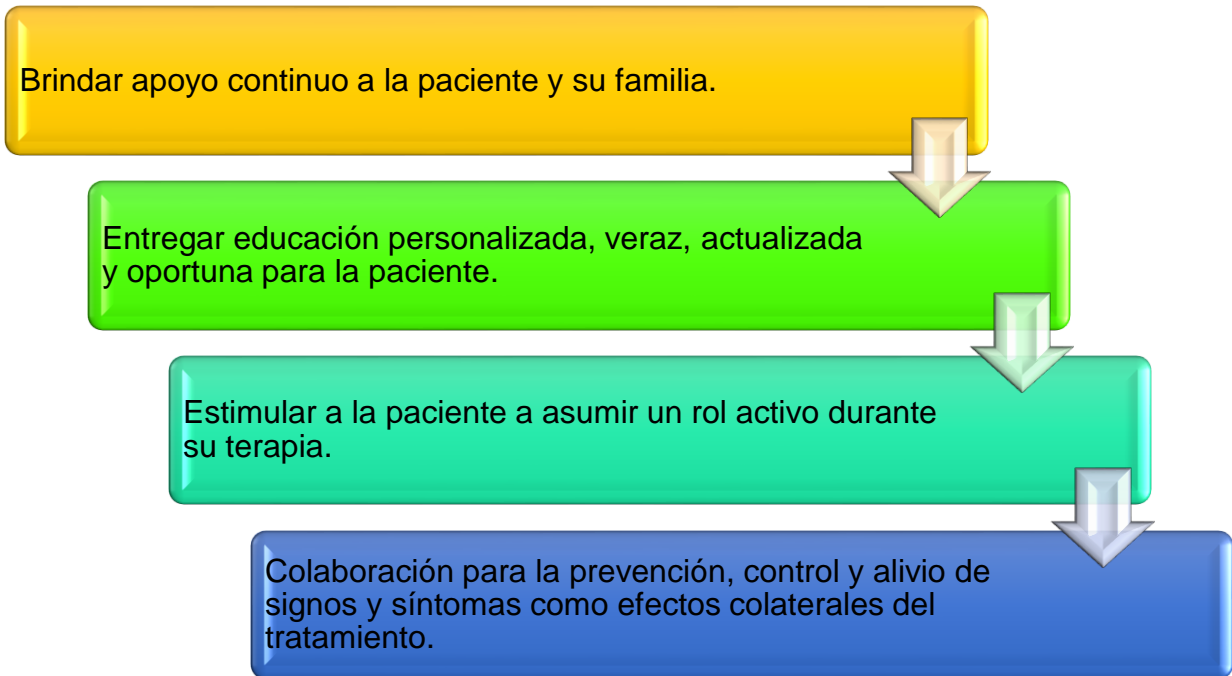 Brindar apoyo continuo a la paciente y su familia.
Entregar educación personalizada, veraz, actualizada
y oportuna para la paciente.
Estimular a la paciente a asumir un rol activo durante
su terapia.
Colaboración para la prevención, control y alivio de
signos y síntomas como efectos colaterales del
tratamiento.